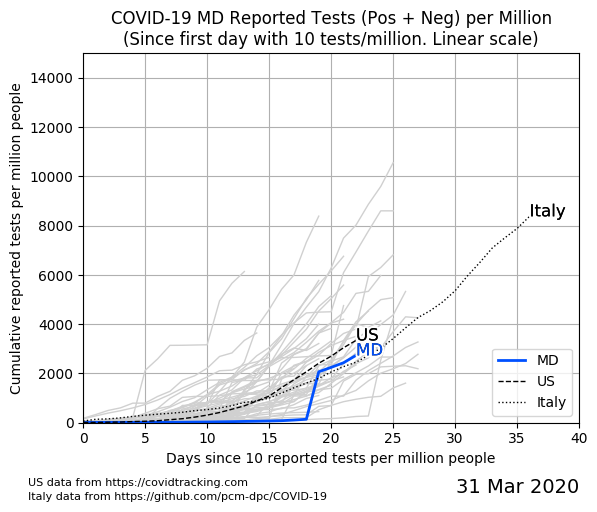 COVID-19 MD Reported Tests (Pos + Neg) per Million
(Since first day with 10 tests/million. Linear scale)
Cumulative reported tests per million people
14000
12000
10000
8000
6000
4000
2000
0
Italy
US
MD
MD
US
Italy
0 5 10 15 20 25 30 35 40
Days since 10 reported tests per million people
US data from https://covidtracking.com
Italy data from https://github.com/pcm-dpc/COVID-19
31 Mar 2020